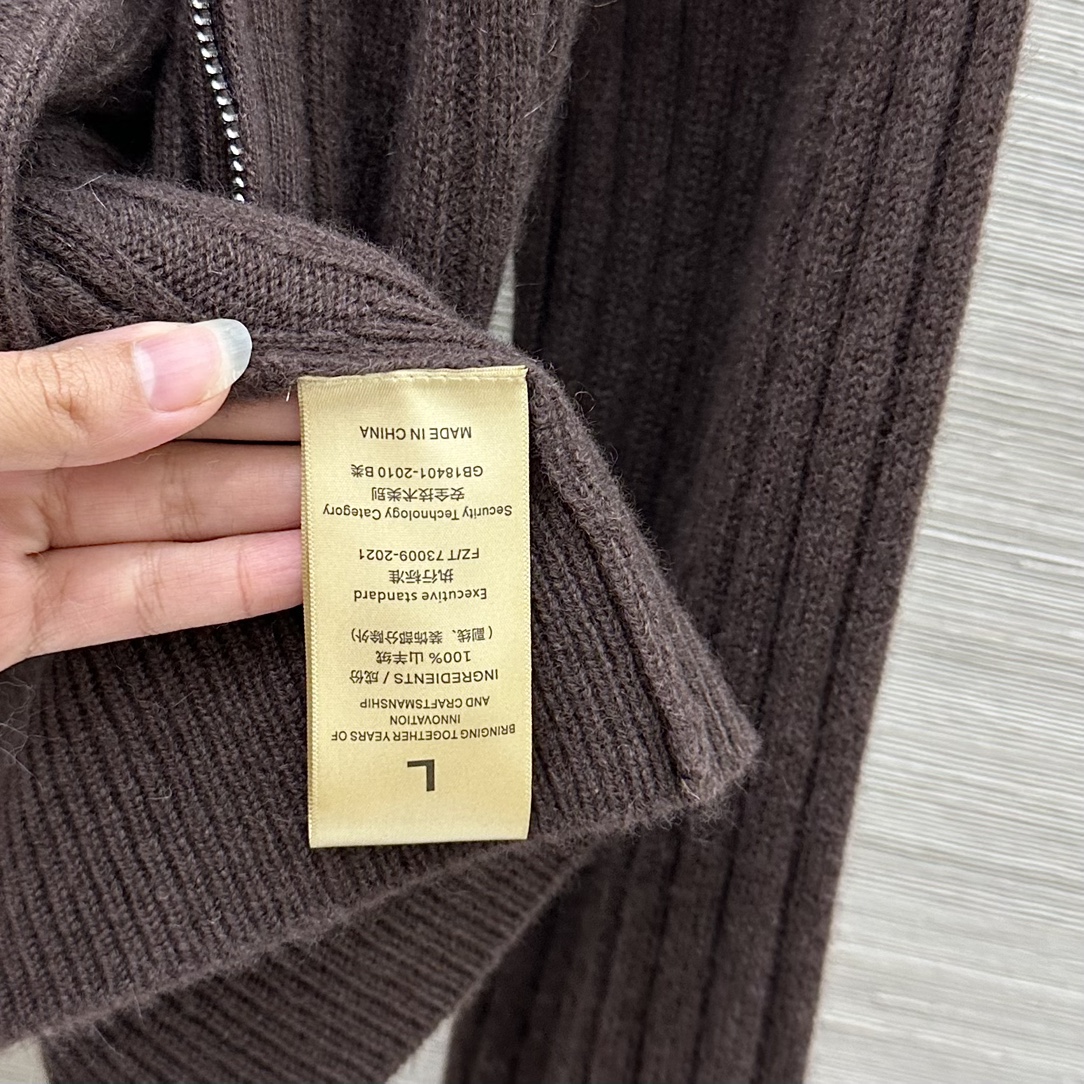 L
BRINGING TOGETHER YEARS OF
INNOVATION
AND CRAFTSMANSHIP
INGREDIENTS / 成份
100% 山羊绒
(副线、装饰部分除外)
Executive standard
执行标准
FZ/T 73009-2021
Security Technology Category
安全技术类别
GB18401-2010 B类
MADE IN CHINA